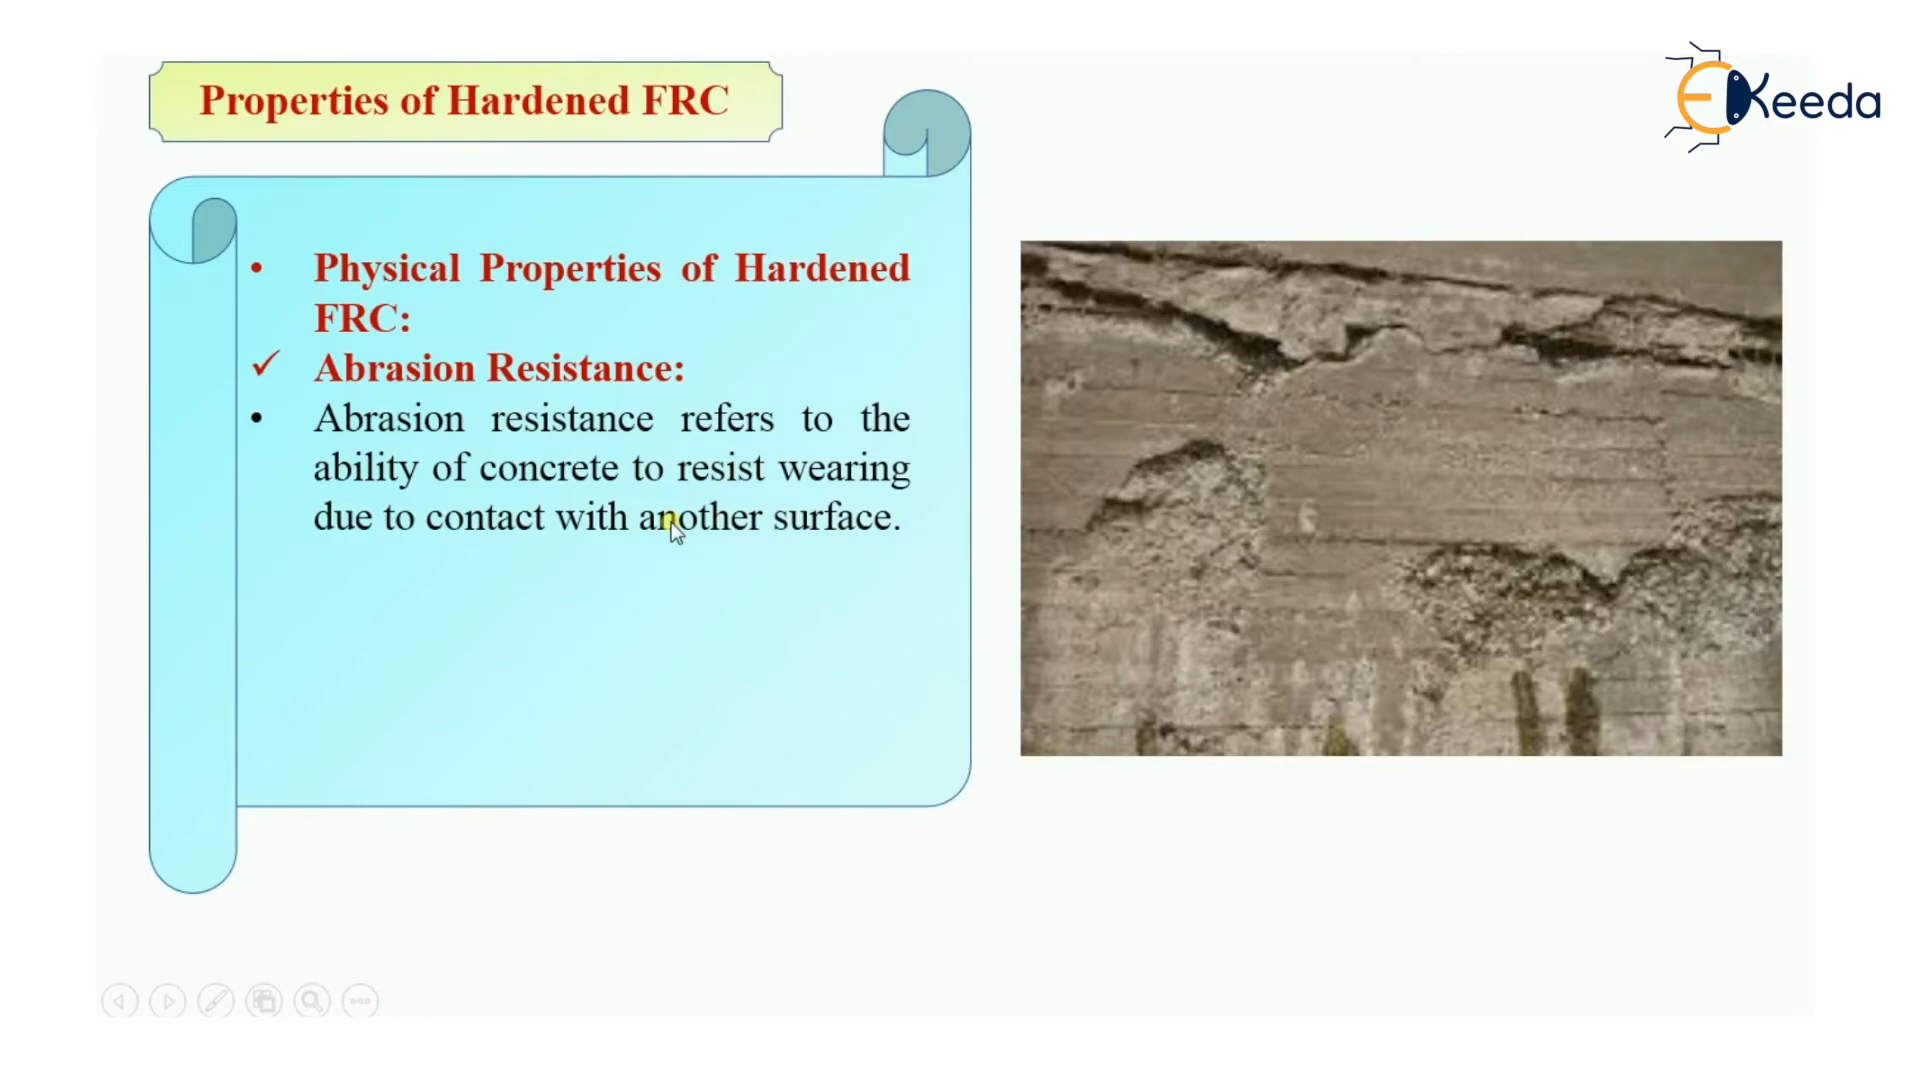 Properties of Hardened FRC
EKeeda
• Physical Properties of Hardened
FRC:
✓ Abrasion Resistance:
• Abrasion resistance refers to the
ability of concrete to resist wearing
due to contact with another surface.